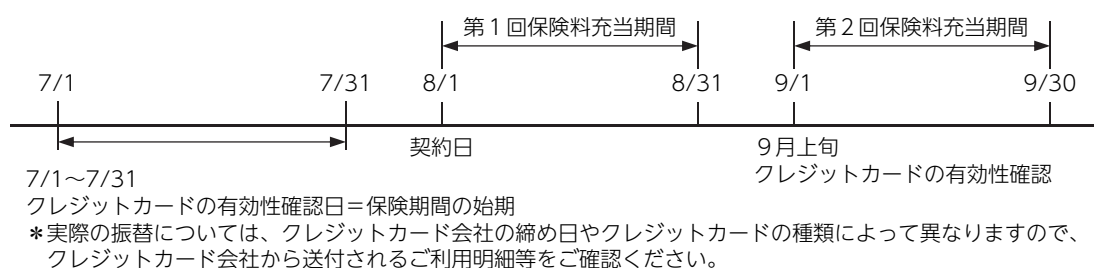 第1回保険料充当期間 第2回保険料充当期間
7/1 7/31 8/1 8/31 9/1 9/30
契約日 9月上旬
クレジットカードの有効性確認
7/1～7/31
クレジットカードの有効性確認日＝保険期間の始期
＊実際の振替については、クレジットカード会社の締め日やクレジットカードの種類によって異なりますので、
クレジットカード会社から送付されるご利用明細等をご確認ください。